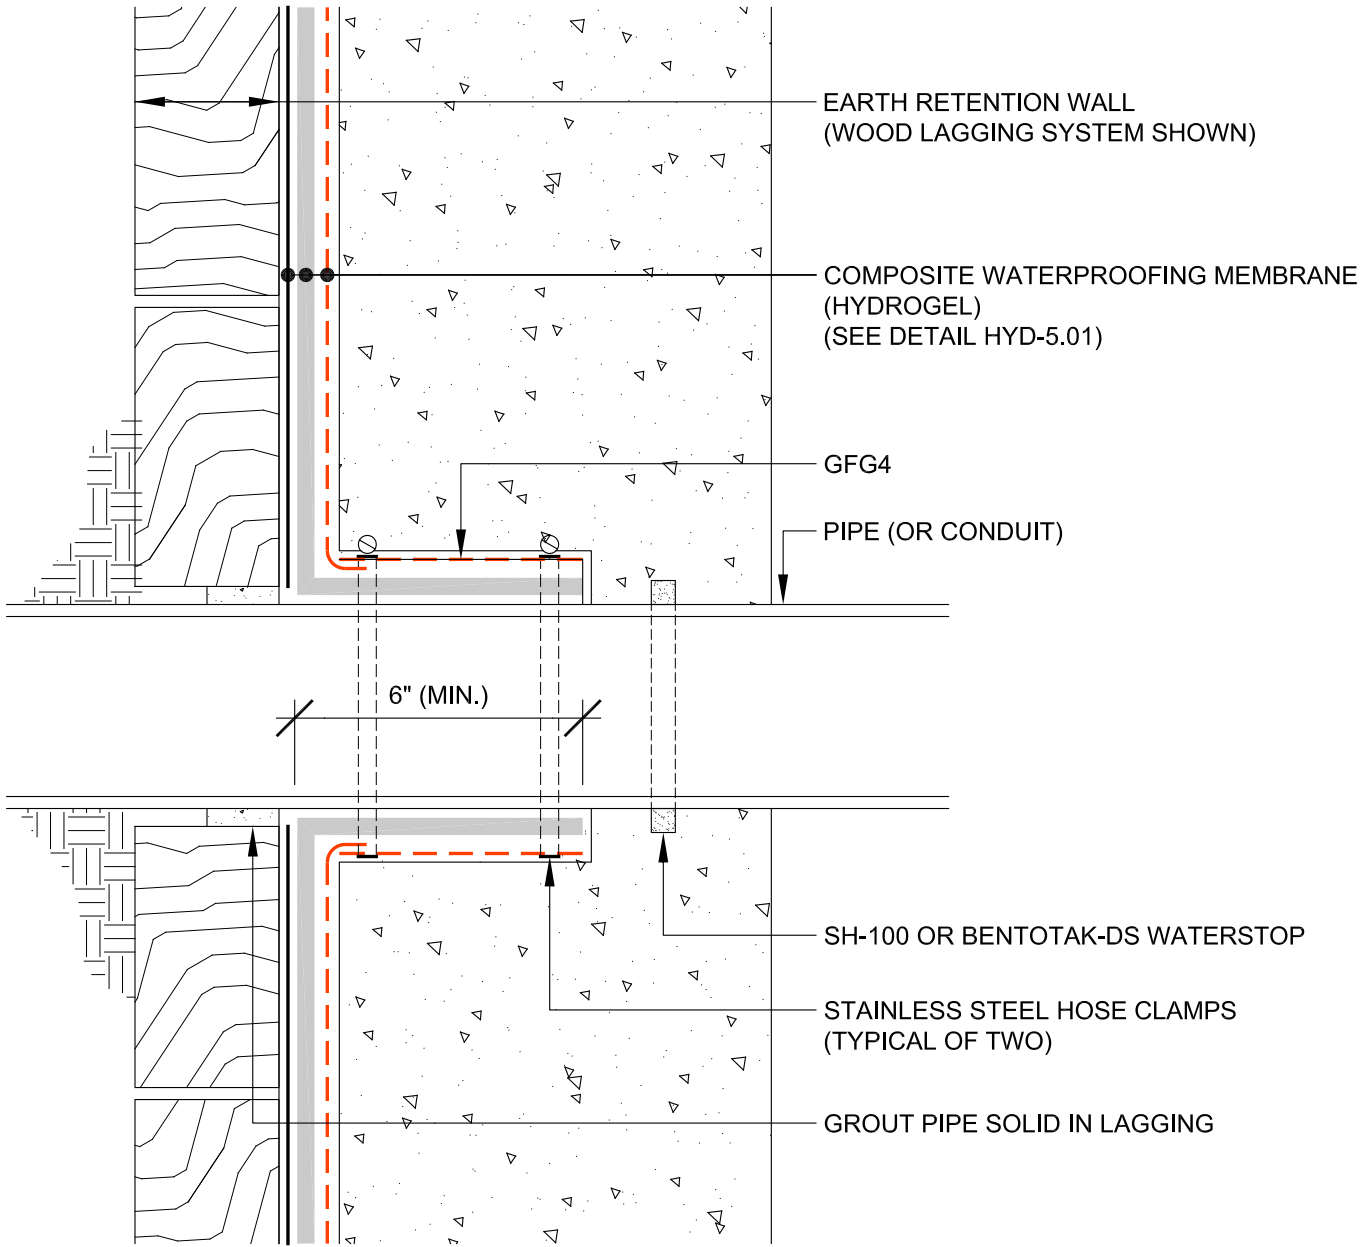 EARTH RETENTION WALL
(WOOD LAGGING SYSTEM SHOWN)
COMPOSITE WATERPROOFING MEMBRANE
(HYDROGEL)
(SEE DETAIL HYD-5.01)
GFG4
PIPE (OR CONDUIT)
6" (MIN.)
SH-100 OR BENTOTAK-DS WATERSTOP
STAINLESS STEEL HOSE CLAMPS
(TYPICAL OF TWO)
GROUT PIPE SOLID IN LAGGING